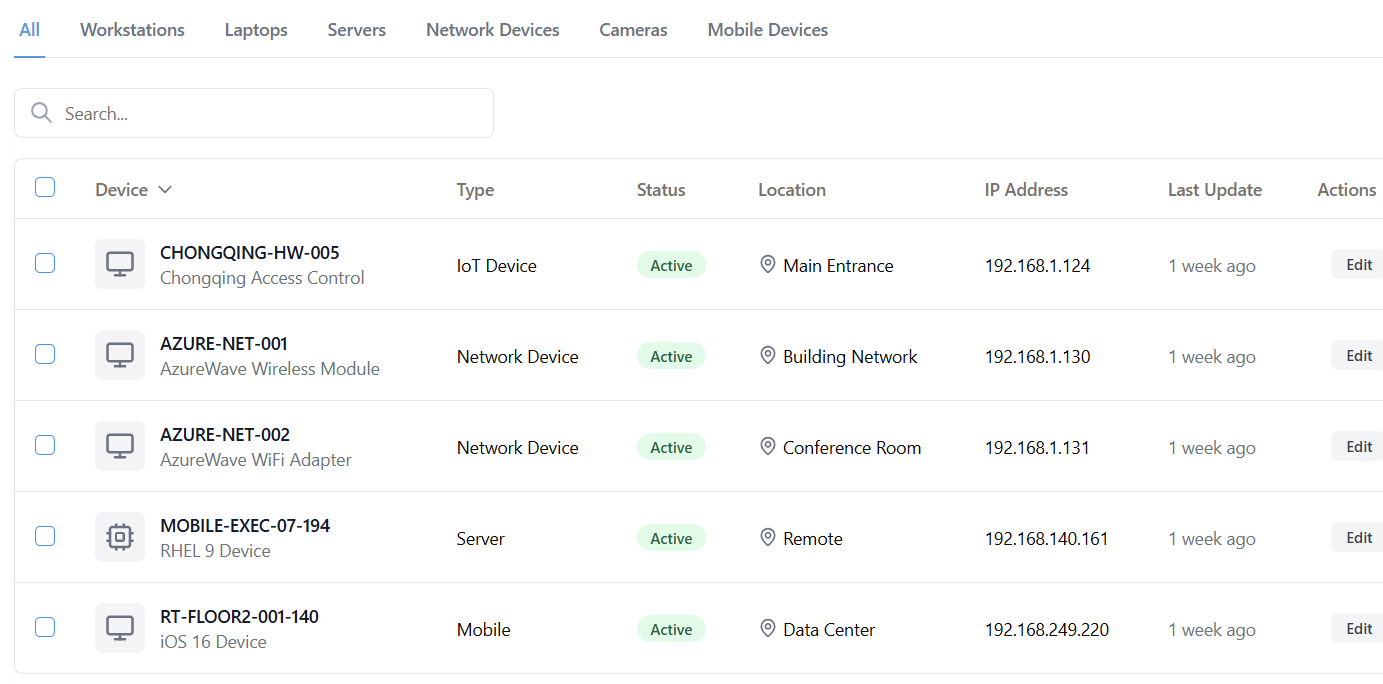 All Workstations Laptops Servers Network Devices Cameras Mobile Devices
Search...
Device Type Status Location IP Address Last Update Actions
CHONGQING-HW-005
Chongqing Access Control
IoT Device Active Main Entrance 192.168.1.124 1 week ago Edit
AZURE-NET-001
AzureWave Wireless Module
Network Device Active Building Network 192.168.1.130 1 week ago Edit
AZURE-NET-002
AzureWave WiFi Adapter
Network Device Active Conference Room 192.168.1.131 1 week ago Edit
MOBILE-EXEC-07-194
RHEL 9 Device
Server Active Remote 192.168.140.161 1 week ago Edit
RT-FLOOR2-001-140
iOS 16 Device
Mobile Active Data Center 192.168.249.220 1 week ago Edit